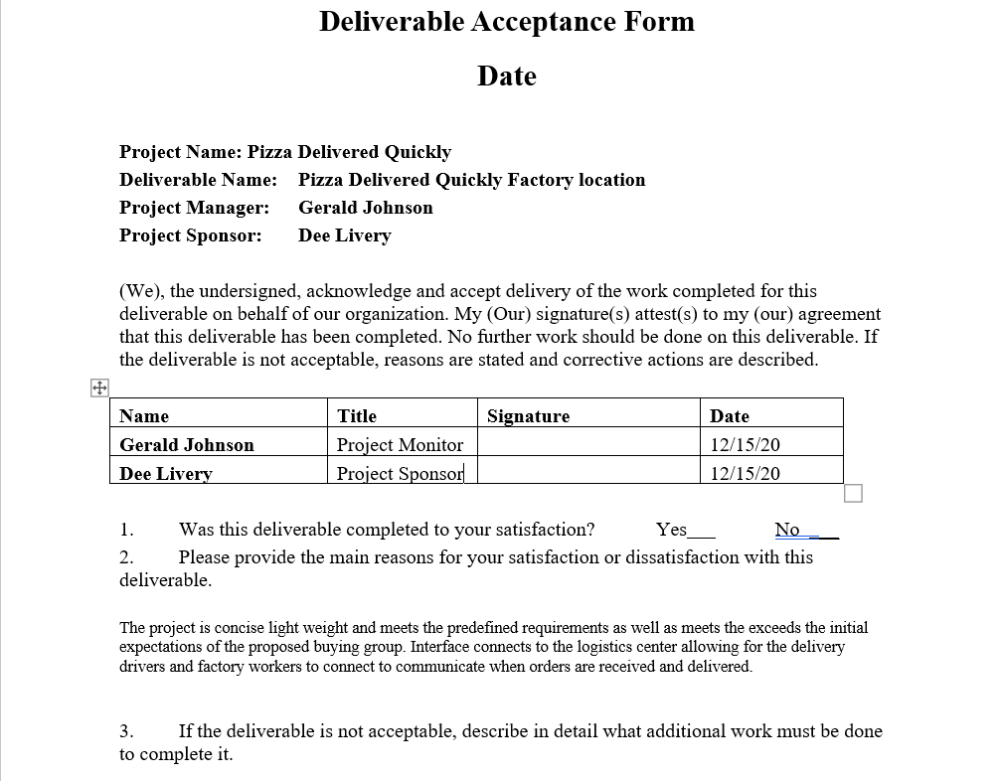 Deliverable Acceptance Form
Date
Project Name: Pizza Delivered Quickly
Deliverable Name: Pizza Delivered Quickly Factory location
Project Manager: Gerald Johnson
Project Sponsor: Dee Livery
(We), the undersigned, acknowledge and accept delivery of the work completed for this
deliverable on behalf of our organization. My (Our) signature(s) attest(s) to my (our) agreement
that this deliverable has been completed. No further work should be done on this deliverable. If
the deliverable is not acceptable, reasons are stated and corrective actions are described.
Name Title Signature Date
Gerald Johnson Project Monitor 12/15/20
Dee Livery Project Sponsor 12/15/20
1. Was this deliverable completed to your satisfaction? Yes___ No ___
2. Please provide the main reasons for your satisfaction or dissatisfaction with this
deliverable.
The project is concise light weight and meets the predefined requirements as well as meets the exceeds the initial
expectations of the proposed buying group. Interface connects to the logistics center allowing for the delivery
drivers and factory workers to connect to communicate when orders are received and delivered.
3. If the deliverable is not acceptable, describe in detail what additional work must be done
to complete it.